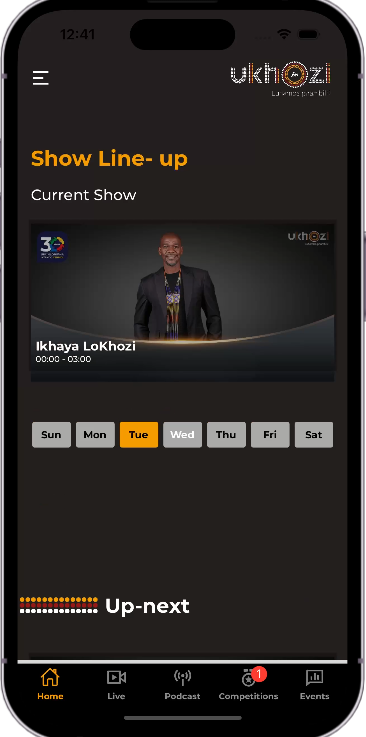 12:41
ukhozi
Show Line- up
Current Show
30
ukhozi
Ikhaya LoKhozi
00:00 - 03:00
Sun Mon Tue Wed Thu Fri Sat
Up-next
1
Home Live Podcast Competitions Events